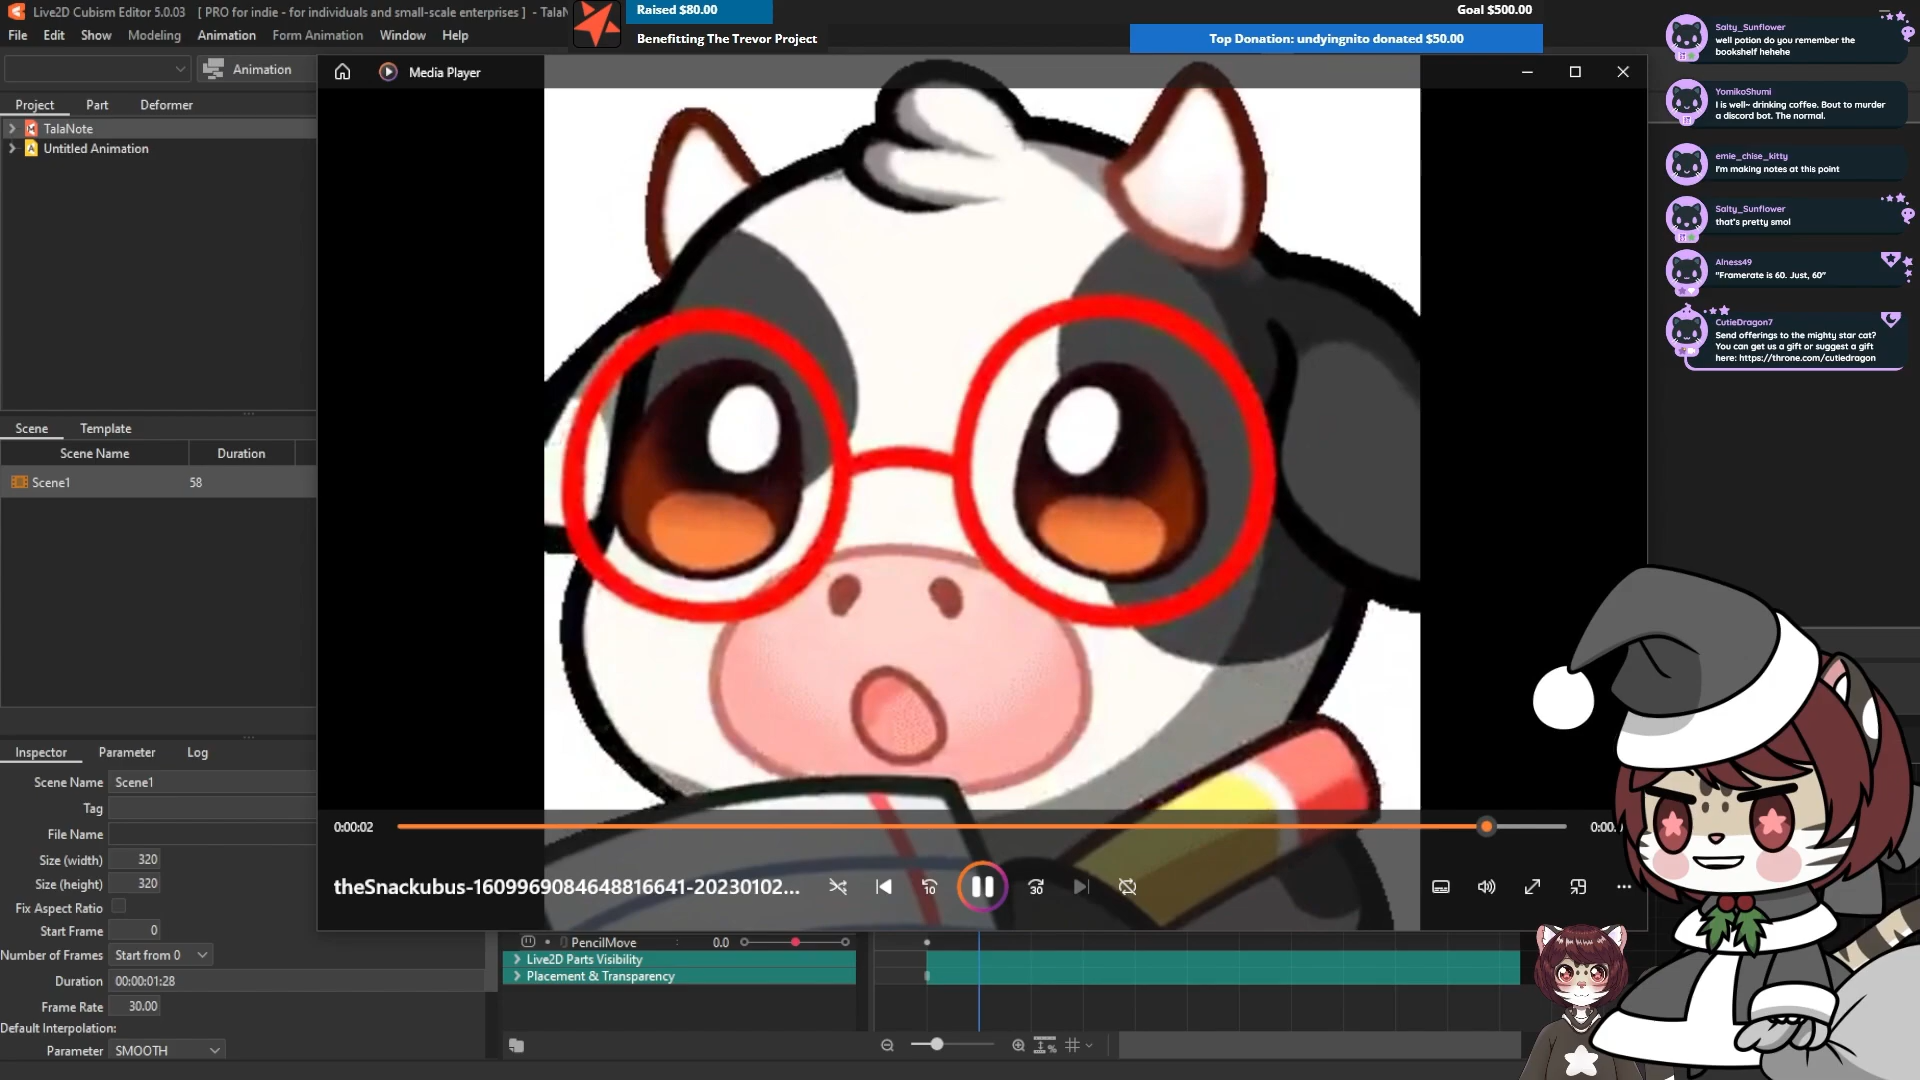 Live2D Cubism Editor 5.0.03 [ PRO for indie - for individuals and small-scale enterprises ] - TalaN
File Edit Show Modeling Animation Form Animation Window Help
Animation
Project Part Deformer
TalaNote
Untitled Animation
Scene Template
Scene Name Duration
Scene1 58
Inspector Parameter Log
Scene Name Scene1
Tag
File Name
Size (width) 320
Size (height) 320
Fix Aspect Ratio
Start Frame 0
Number of Frames Start from 0
Duration 00:00:01:28
Frame Rate 30.00
Default Interpolation:
Parameter SMOOTH
Raised $80.00
Goal $500.00
Benefitting The Trevor Project
Top Donation: undyingnito donated $50.00
Media Player
0:00:02
0:00:
theSnackubus-1609969084648816641-20230102...
10
30
PencilMove : 0.0
Live2D Parts Visibility
Placement & Transparency
Salty_Sunflower
well potion do you remember the
bookshelf hehehe
YomikoShumi
I is well~ drinking coffee. Bout to murder
a discord bot. The normal.
emie_chise_kitty
I'm making notes at this point
Salty_Sunflower
that's pretty smol
Alness49
"Framerate is 60. Just, 60"
CutieDragon7
Send offerings to the mighty star cat?
You can get us a gift or suggest a gift
here: https://throne.com/cutiedragon